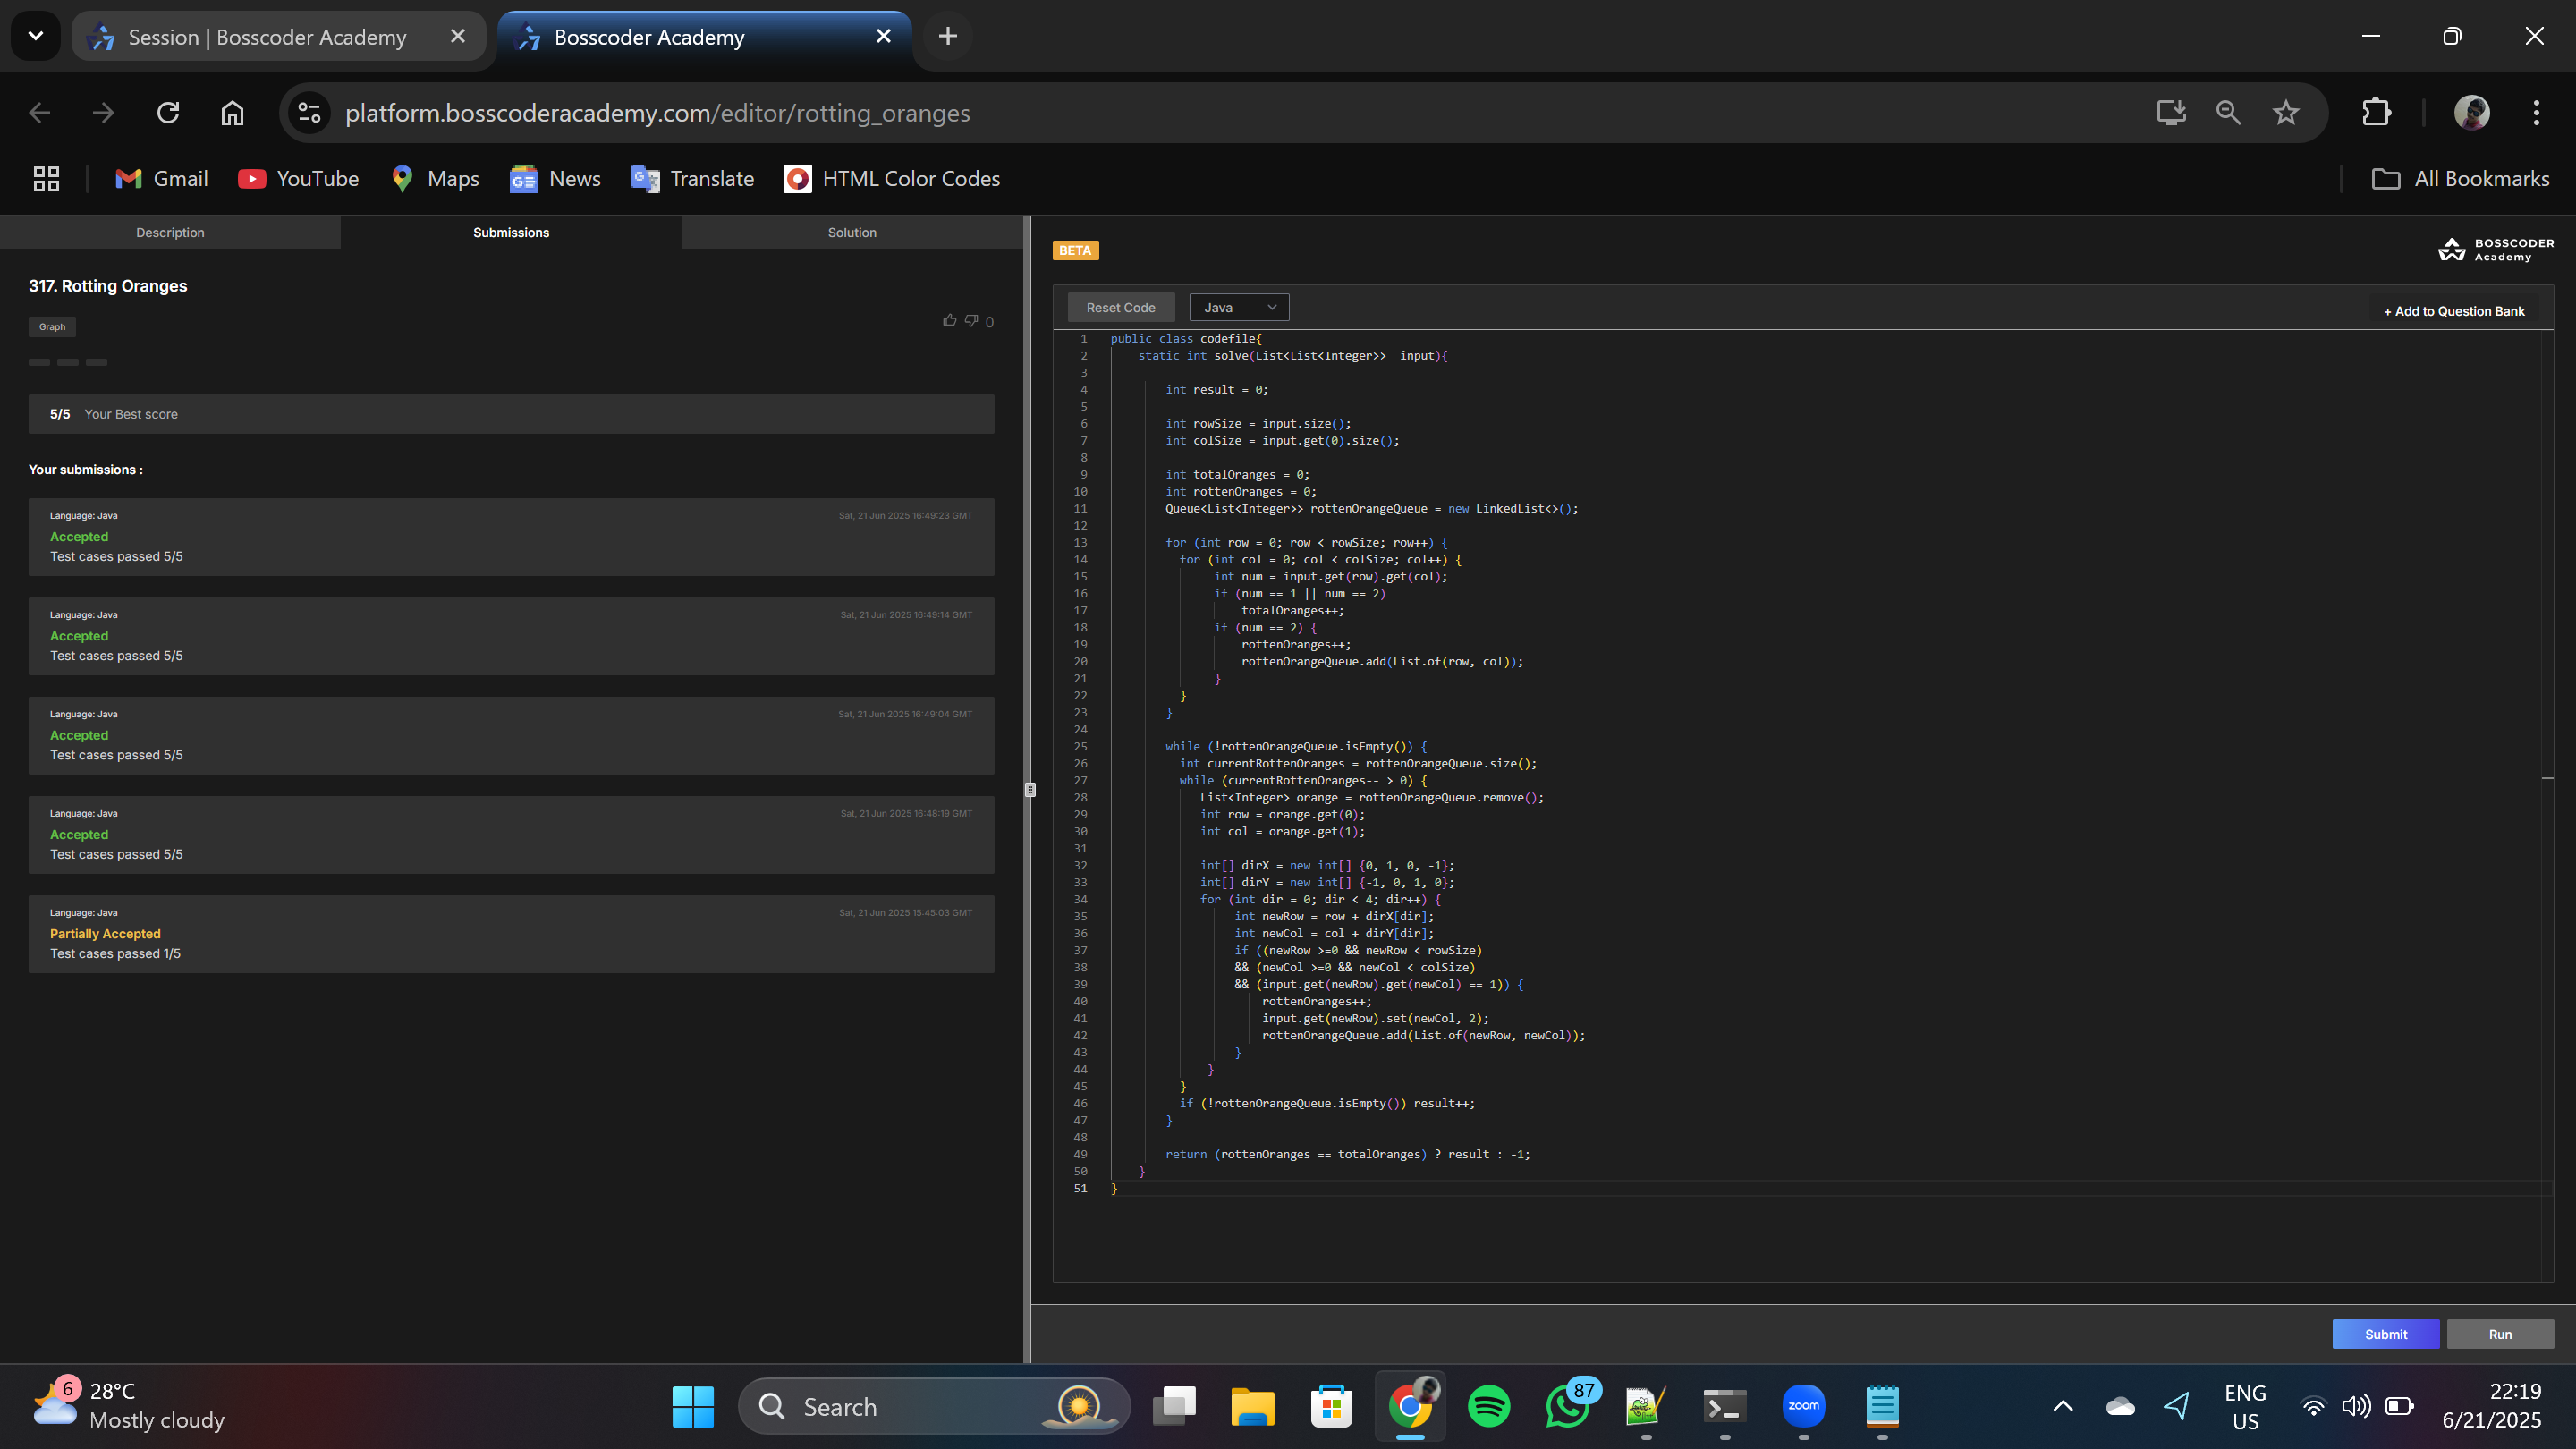 Session | Bosscoder Academy
Bosscoder Academy
platform.bosscoderacademy.com/editor/rotting_oranges
Gmail
YouTube
Maps
News
Translate
HTML Color Codes
All Bookmarks
Description
Submissions
Solution
317. Rotting Oranges
Graph
0
5/5 Your Best score
Your submissions :
Language: Java
Sat, 21 Jun 2025 16:49:23 GMT
Accepted
Test cases passed 5/5
Language: Java
Sat, 21 Jun 2025 16:49:14 GMT
Accepted
Test cases passed 5/5
Language: Java
Sat, 21 Jun 2025 16:49:04 GMT
Accepted
Test cases passed 5/5
Language: Java
Sat, 21 Jun 2025 16:48:19 GMT
Accepted
Test cases passed 5/5
Language: Java
Sat, 21 Jun 2025 15:45:03 GMT
Partially Accepted
Test cases passed 1/5
BETA
BOSSCODER
Academy
Reset Code
Java
+ Add to Question Bank
1 public class codefile{
2 static int solve(List<List<Integer>>  input){
3
4 int result = 0;
5
6 int rowSize = input.size();
7 int colSize = input.get(0).size();
8
9 int totalOranges = 0;
10 int rottenOranges = 0;
11 Queue<List<Integer>> rottenOrangeQueue = new LinkedList<>();
12
13 for (int row = 0; row < rowSize; row++) {
14 for (int col = 0; col < colSize; col++) {
15 int num = input.get(row).get(col);
16 if (num == 1 || num == 2)
17 totalOranges++;
18 if (num == 2) {
19 rottenOranges++;
20 rottenOrangeQueue.add(List.of(row, col));
21 }
22 }
23 }
24
25 while (!rottenOrangeQueue.isEmpty()) {
26 int currentRottenOranges = rottenOrangeQueue.size();
27 while (currentRottenOranges-- > 0) {
28 List<Integer> orange = rottenOrangeQueue.remove();
29 int row = orange.get(0);
30 int col = orange.get(1);
31
32 int[] dirX = new int[] {0, 1, 0, -1};
33 int[] dirY = new int[] {-1, 0, 1, 0};
34 for (int dir = 0; dir < 4; dir++) {
35 int newRow = row + dirX[dir];
36 int newCol = col + dirY[dir];
37 if ((newRow >=0 && newRow < rowSize)
38 && (newCol >=0 && newCol < colSize)
39 && (input.get(newRow).get(newCol) == 1)) {
40 rottenOranges++;
41 input.get(newRow).set(newCol, 2);
42 rottenOrangeQueue.add(List.of(newRow, newCol));
43 }
44 }
45 }
46 if (!rottenOrangeQueue.isEmpty()) result++;
47 }
48
49 return (rottenOranges == totalOranges) ? result : -1;
50 }
51 }
Submit
Run
6
28°C
Mostly cloudy
Search
87
zoom
ENG
US
22:19
6/21/2025